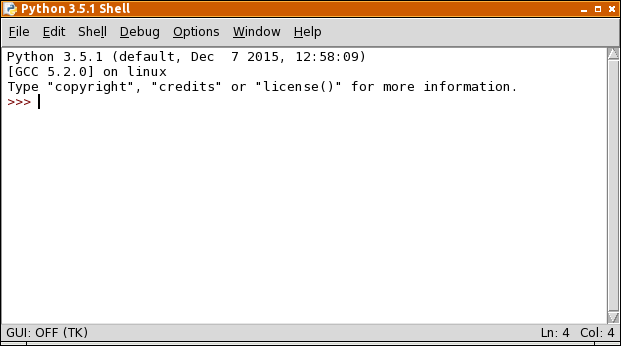 Python 3.5.1 Shell
File Edit Shell Debug Options Window Help
Python 3.5.1 (default, Dec  7 2015, 12:58:09)
[GCC 5.2.0] on linux
Type "copyright", "credits" or "license()" for more information.
>>>
GUI: OFF (TK) Ln: 4 Col: 4